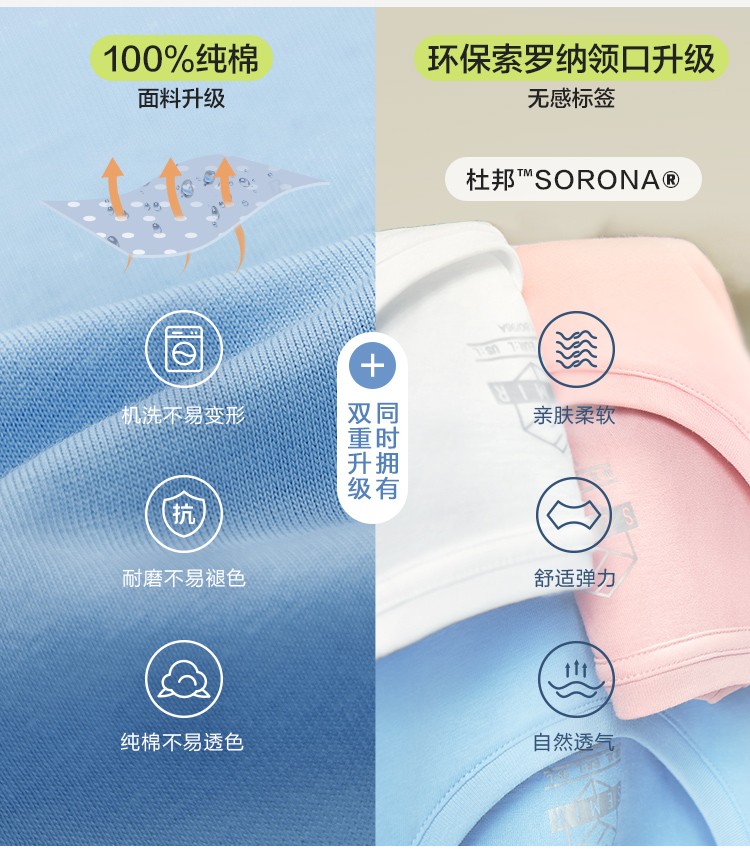 100%纯棉
面料升级
机洗不易变形
抗
耐磨不易褪色
纯棉不易透色
+
同时拥有
双重升级
环保索罗纳领口升级
无感标签
杜邦™SORONA®
亲肤柔软
舒适弹力
自然透气